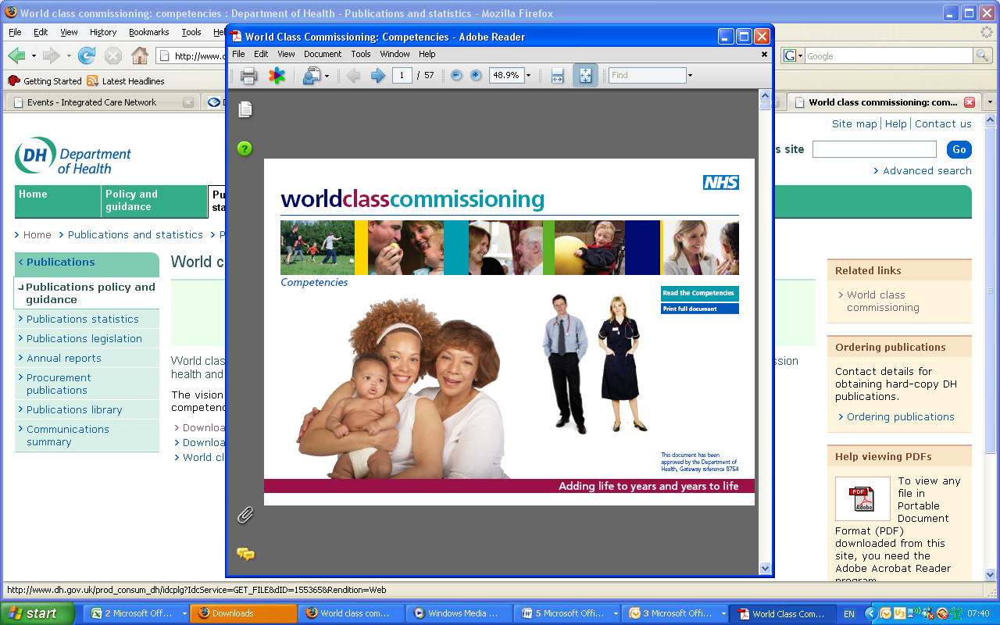 World class commissioning: competencies : Department of Health - Publications and statistics - Mozilla Firefox
File Edit View History Bookmarks Tools Hel
http://www.d
Google
Getting Started Latest Headlines
Events - Integrated Care Network
World class commissioning: com...
World Class Commissioning: Competencies - Adobe Reader
File Edit View Document Tools Window Help
1 / 57 48.9% Find
Site map Help Contact us
s site Go
Advanced search
DH Department
of Health
Home
Policy and
guidance
Pu
sta
Home Publications and statistics P
Publications
Publications policy and
guidance
Publications statistics
Publications legislation
Annual reports
Procurement
publications
Publications library
Communications
summary
World c
World clas
health and
ssion
The vision
competenc
Downloa
Downloa
World cl
NHS
worldclasscommissioning
Competencies
Read the Competencies
Print full document
This document has been
approved by the Department of
Health, Gateway reference 8754
Adding life to years and years to life
Related links
World class
commissioning
Ordering publications
Contact details for
obtaining hard-copy DH
publications.
Ordering publications
Help viewing PDFs
PDF
Adobe
To view any
file in
Portable
Document
Format (PDF)
downloaded from this
site, you need the
Adobe Acrobat Reader
program
http://www.dh.gov.uk/prod_consum_dh/idcplg?IdcService=GET_FILE&dID=155365&Rendition=Web
start
2 Microsoft Off...
Downloads
World class com...
Windows Media ...
5 Microsoft Offi...
3 Microsoft Offi...
World Class Com...
EN
07:40